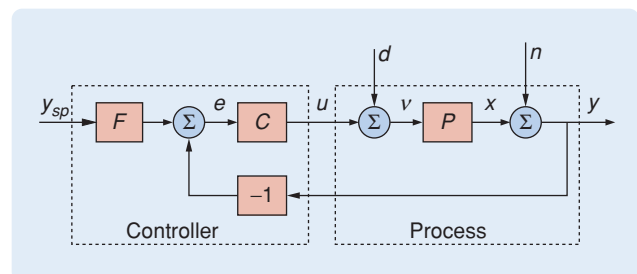 d
n
y_sp
F
Σ
e
C
u
Σ
ν
P
x
Σ
y
−1
Controller
Process